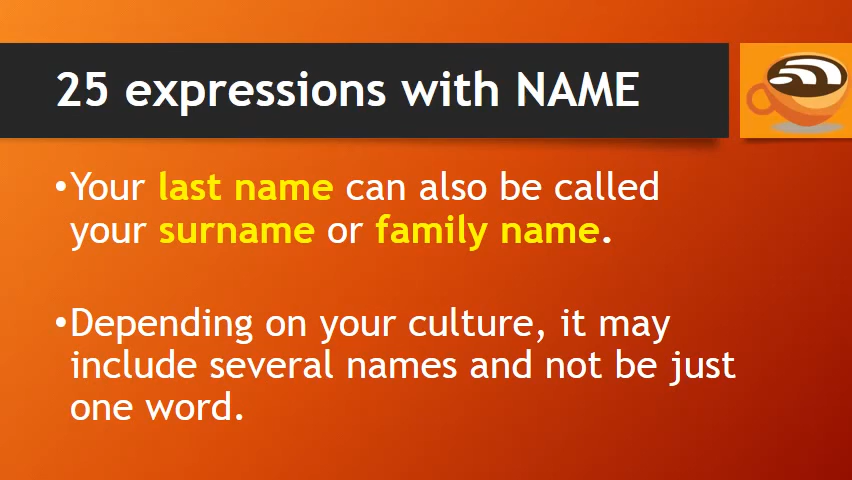 25 expressions with NAME
•Your last name can also be called
your surname or family name.
•Depending on your culture, it may
include several names and not be just
one word.